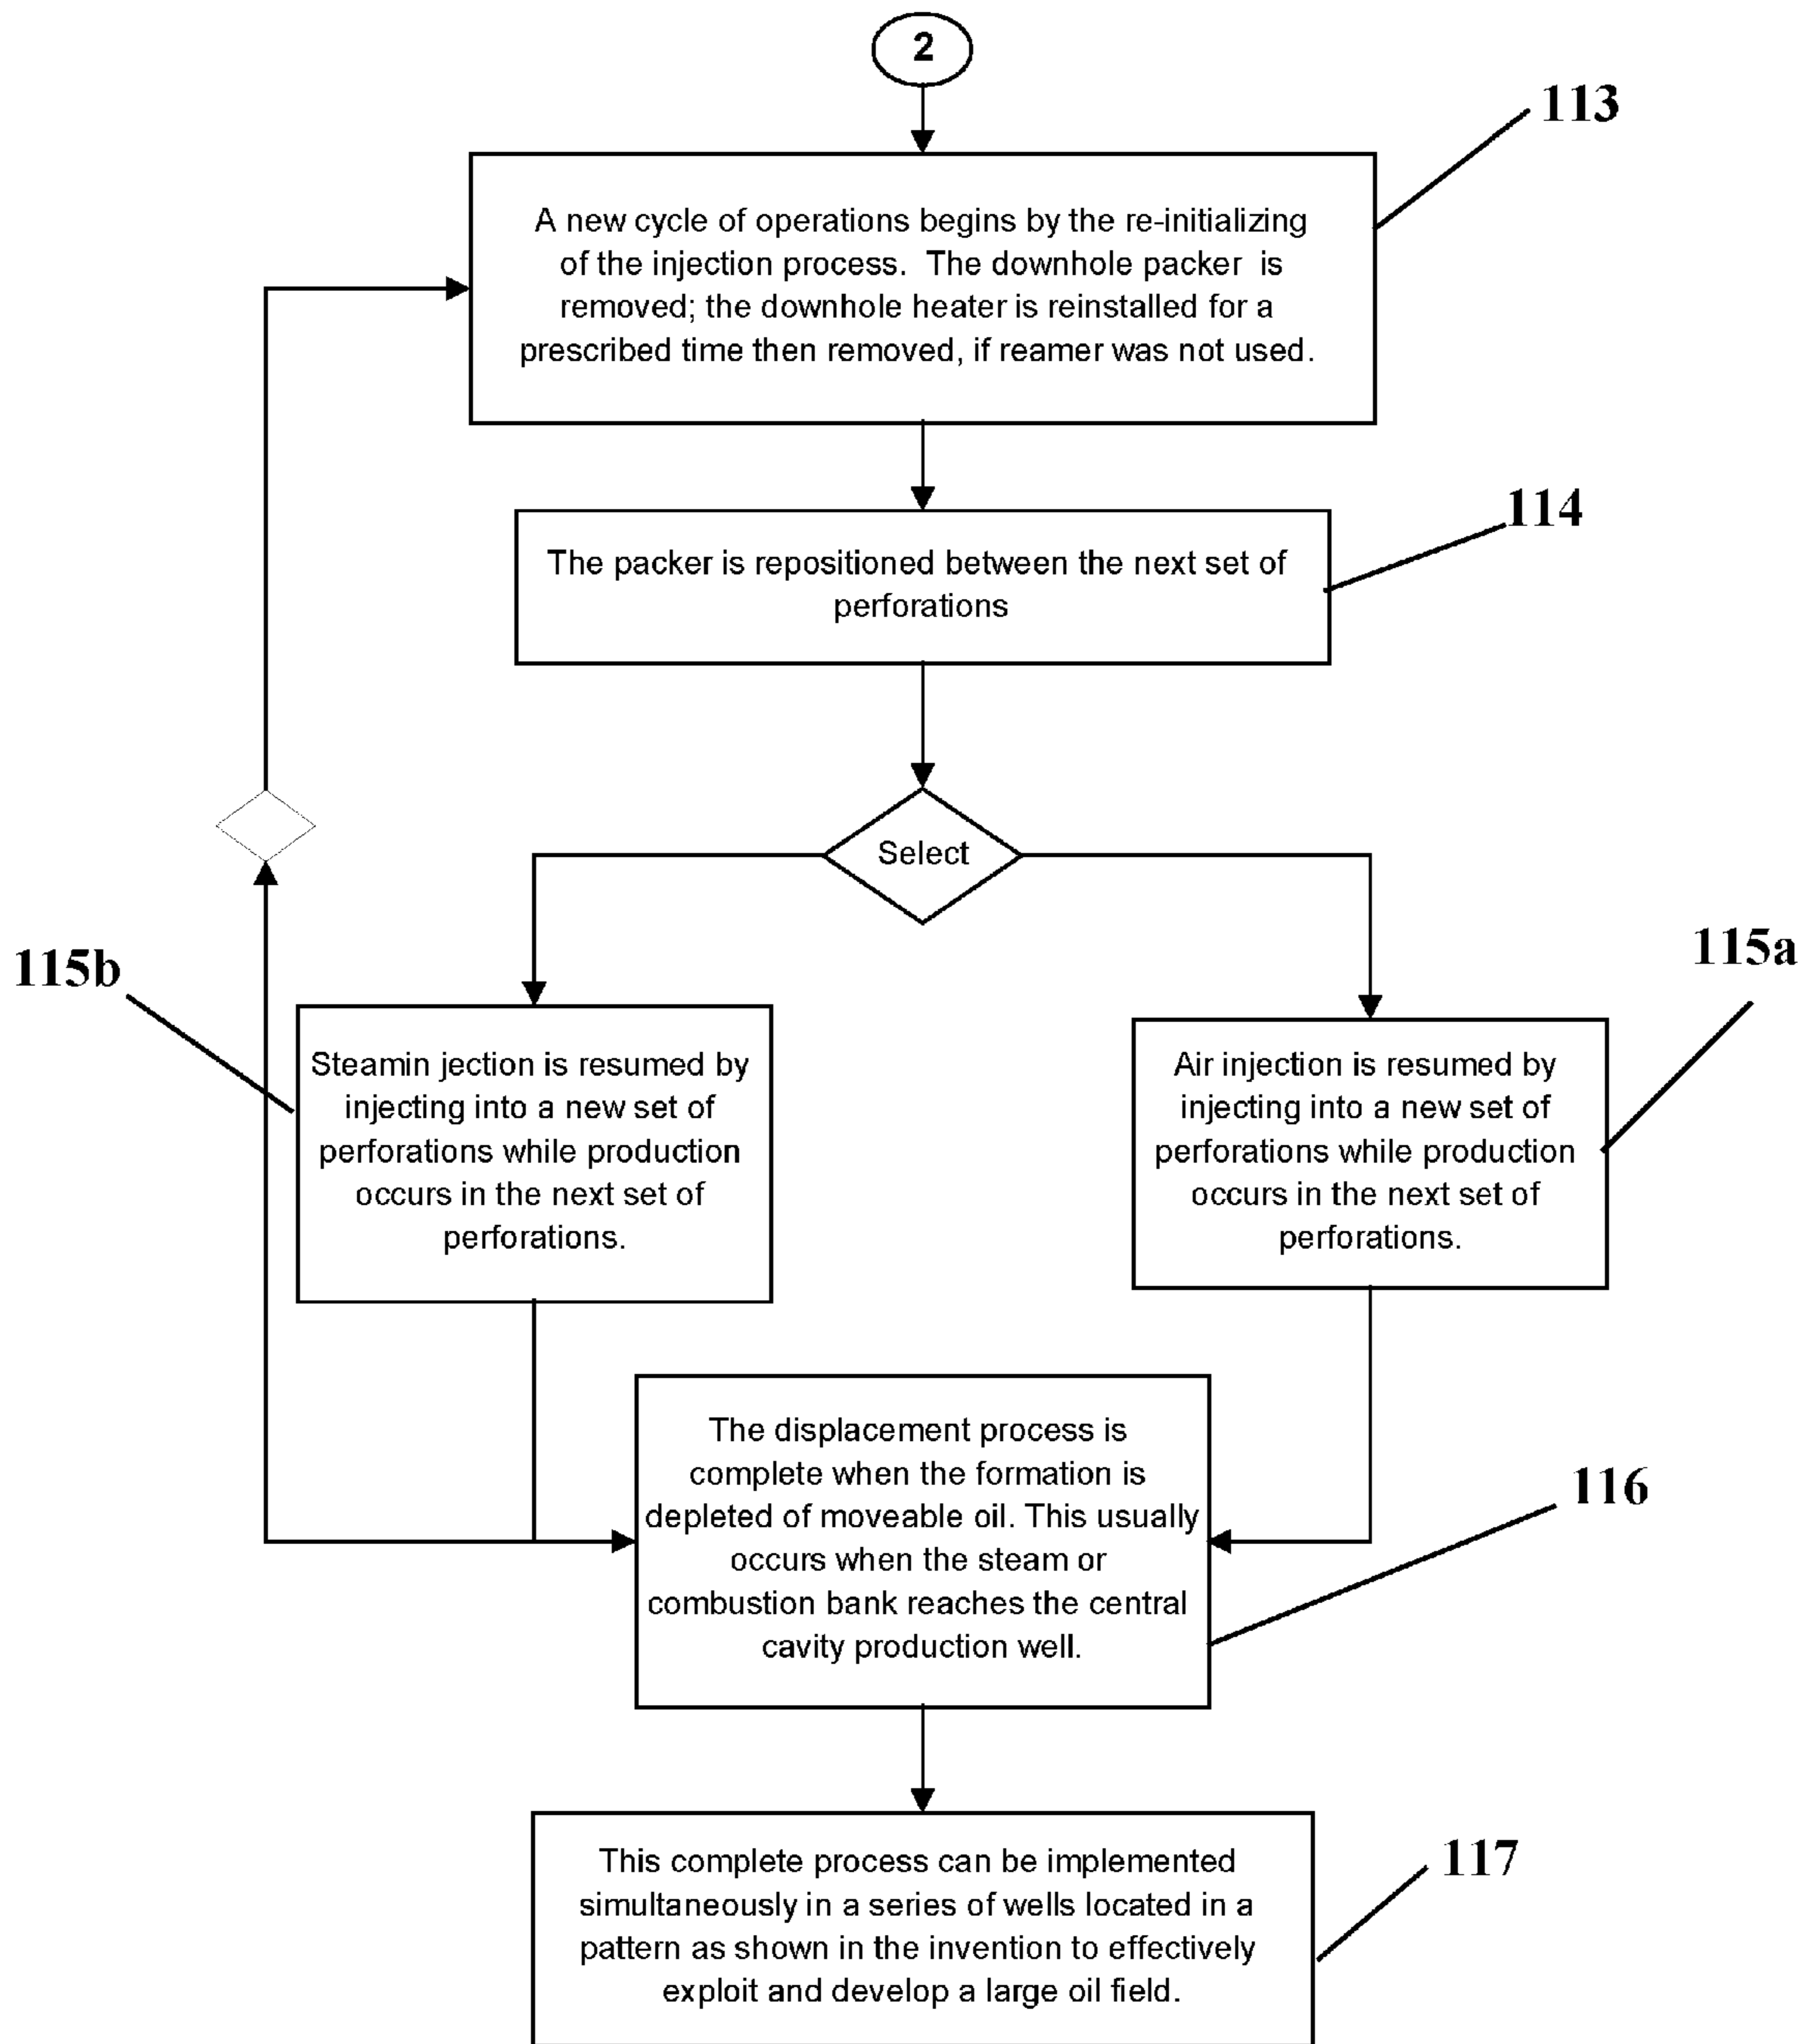 2
113
A new cycle of operations begins by the re-initializing
of the injection process. The downhole packer is
removed; the downhole heater is reinstalled for a
prescribed time then removed, if reamer was not used.
114
The packer is repositioned between the next set of
perforations
Select
115b
115a
Steamin jection is resumed by
injecting into a new set of
perforations while production
occurs in the next set of
perforations.
Air injection is resumed by
injecting into a new set of
perforations while production
occurs in the next set of
perforations.
116
The displacement process is
complete when the formation is
depleted of moveable oil. This usually
occurs when the steam or
combustion bank reaches the central
cavity production well.
117
This complete process can be implemented
simultaneously in a series of wells located in a
pattern as shown in the invention to effectively
exploit and develop a large oil field.